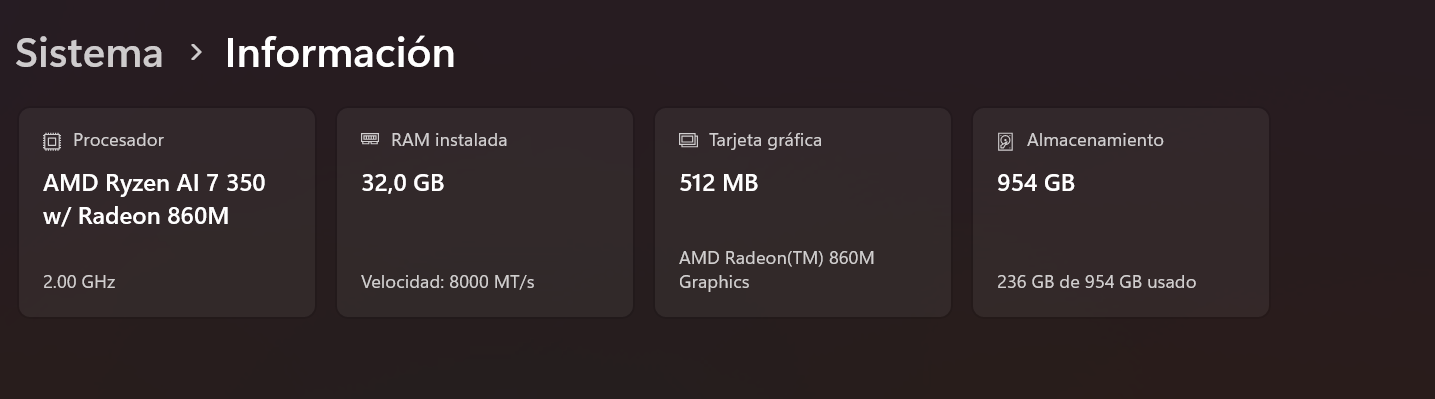 Sistema > Información
Procesador
AMD Ryzen AI 7 350
w/ Radeon 860M
2.00 GHz
RAM instalada
32,0 GB
Velocidad: 8000 MT/s
Tarjeta gráfica
512 MB
AMD Radeon(TM) 860M
Graphics
Almacenamiento
954 GB
236 GB de 954 GB usado